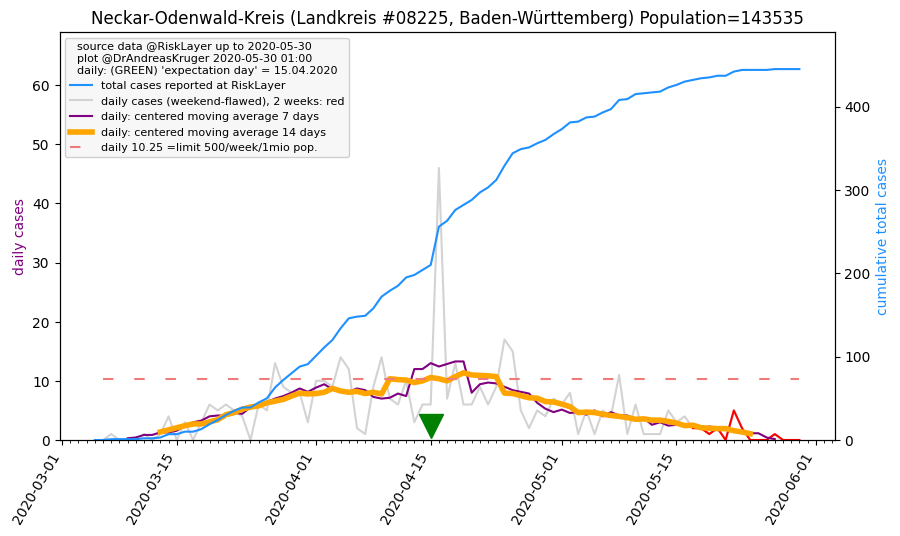 Neckar-Odenwald-Kreis (Landkreis #08225, Baden-Württemberg) Population=143535
source data @RiskLayer up to 2020-05-30
plot @DrAndreasKruger 2020-05-30 01:00
daily: (GREEN) 'expectation day' = 15.04.2020
total cases reported at RiskLayer
daily cases (weekend-flawed), 2 weeks: red
daily: centered moving average 7 days
daily: centered moving average 14 days
daily 10.25 =limit 500/week/1mio pop.
daily cases
60
50
40
30
20
10
0
400
300
200
100
0
cumulative total cases
2020-03-01
2020-03-15
2020-04-01
2020-04-15
2020-05-01
2020-05-15
2020-06-01